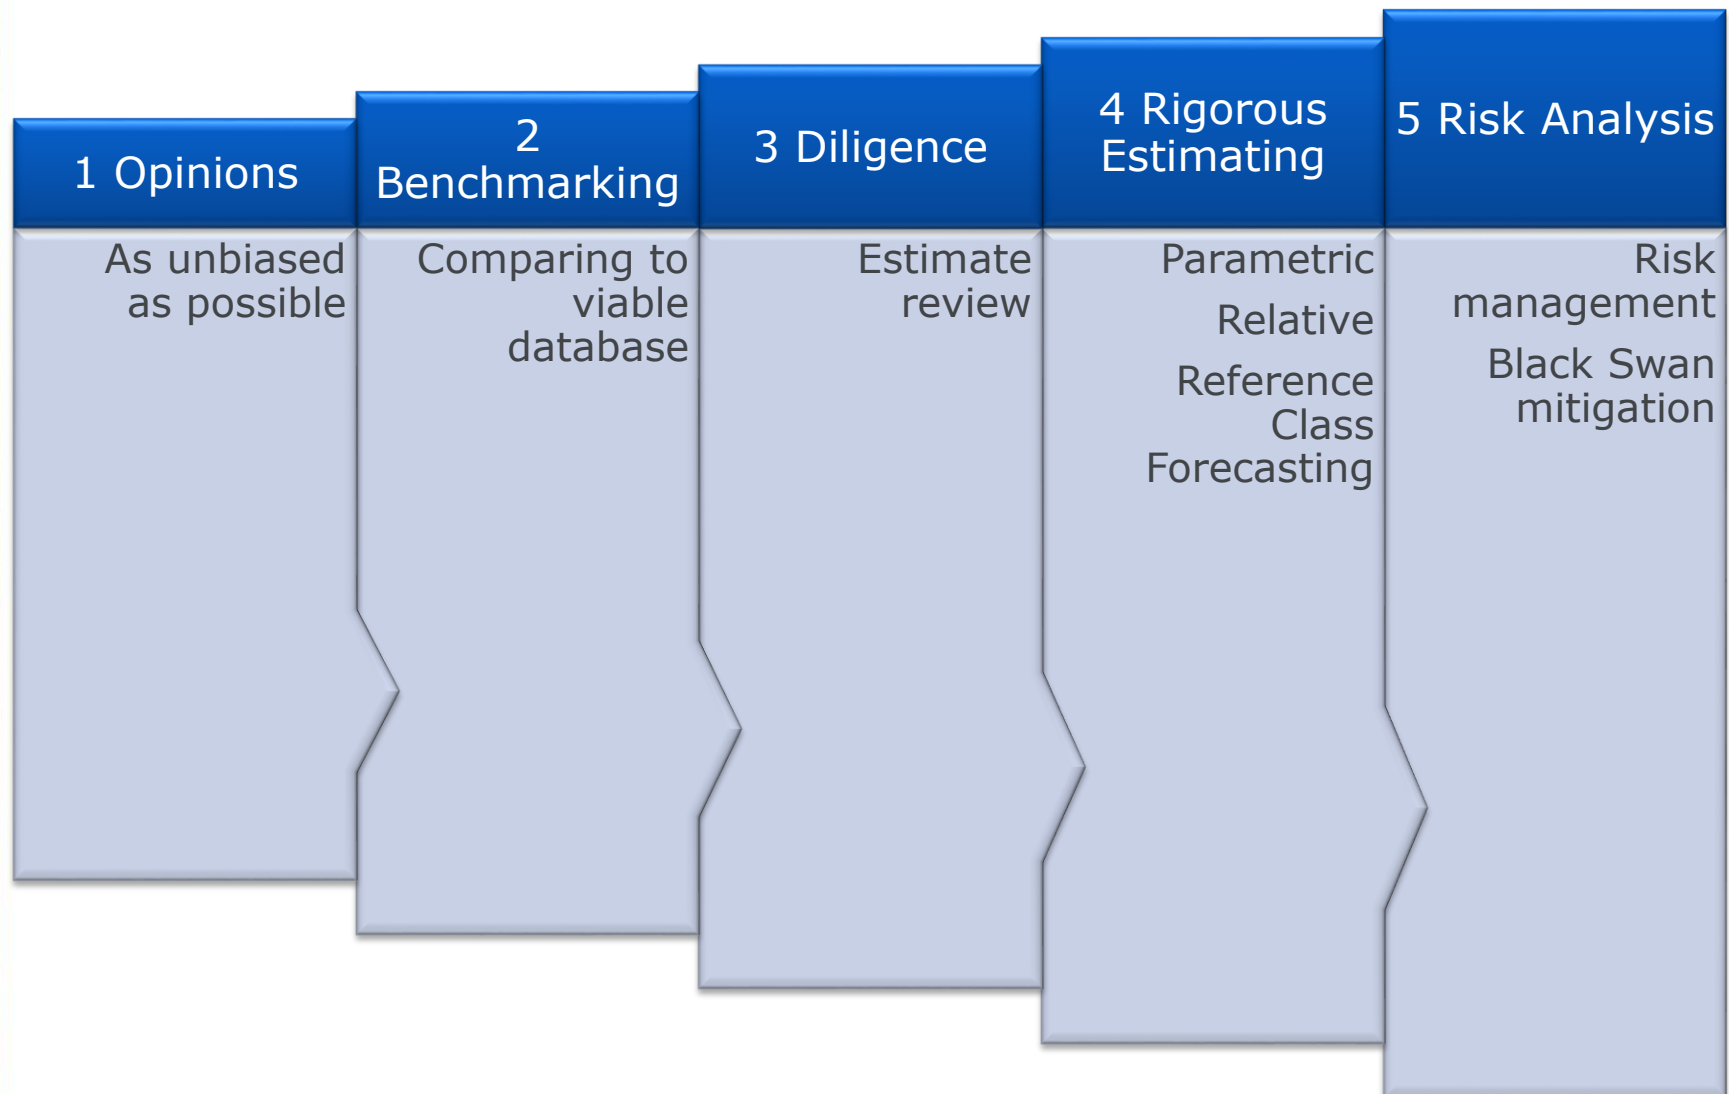 1 Opinions
As unbiased
as possible
2
Benchmarking
Comparing to
viable
database
3 Diligence
Estimate
review
4 Rigorous
Estimating
Parametric
Relative
Reference
Class
Forecasting
5 Risk Analysis
Risk
management
Black Swan
mitigation